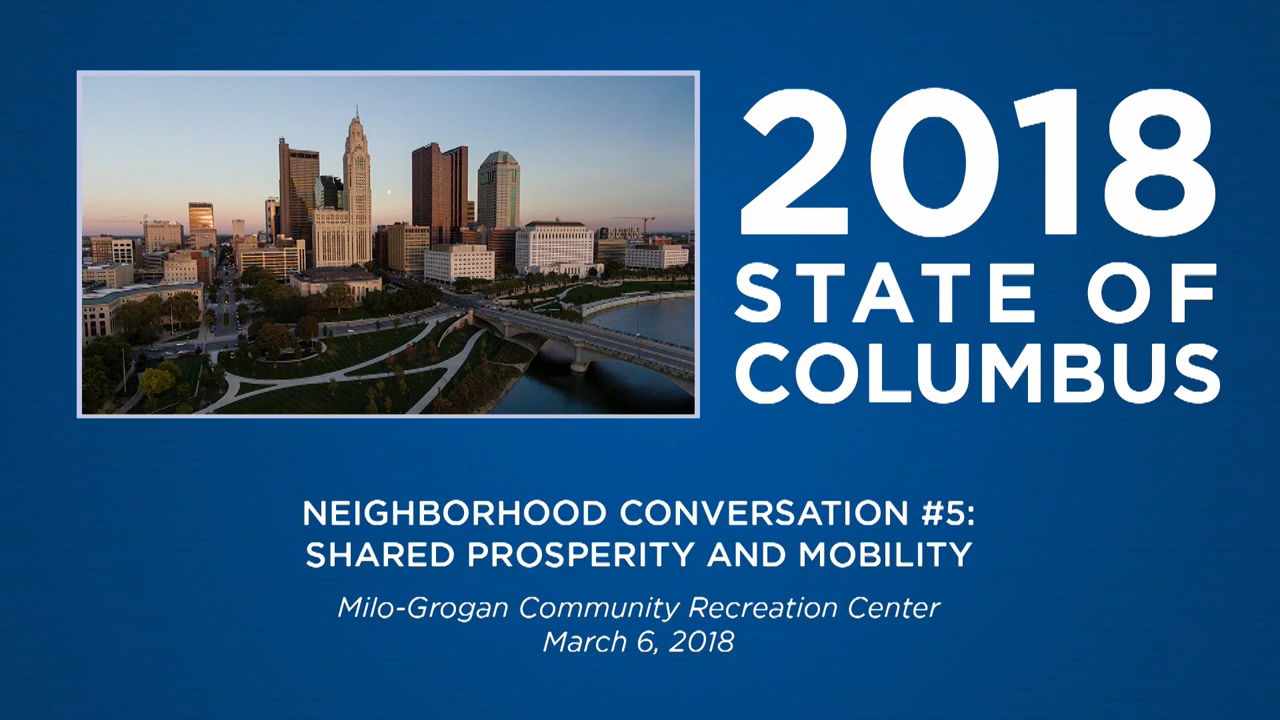 2018
STATE OF
COLUMBUS
NEIGHBORHOOD CONVERSATION #5:
SHARED PROSPERITY AND MOBILITY
Milo-Grogan Community Recreation Center
March 6, 2018